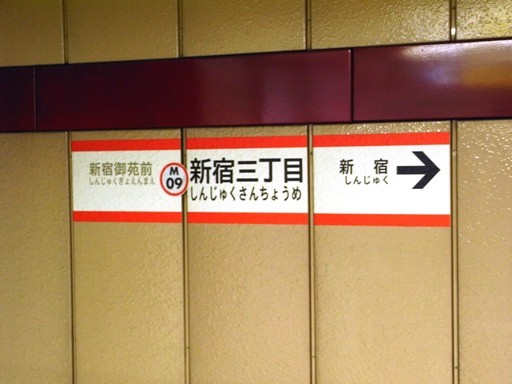 新宿御苑前
しんじゅくぎょえんまえ
M
09
新宿三丁目
しんじゅくさんちょうめ
新宿
しんじゅく